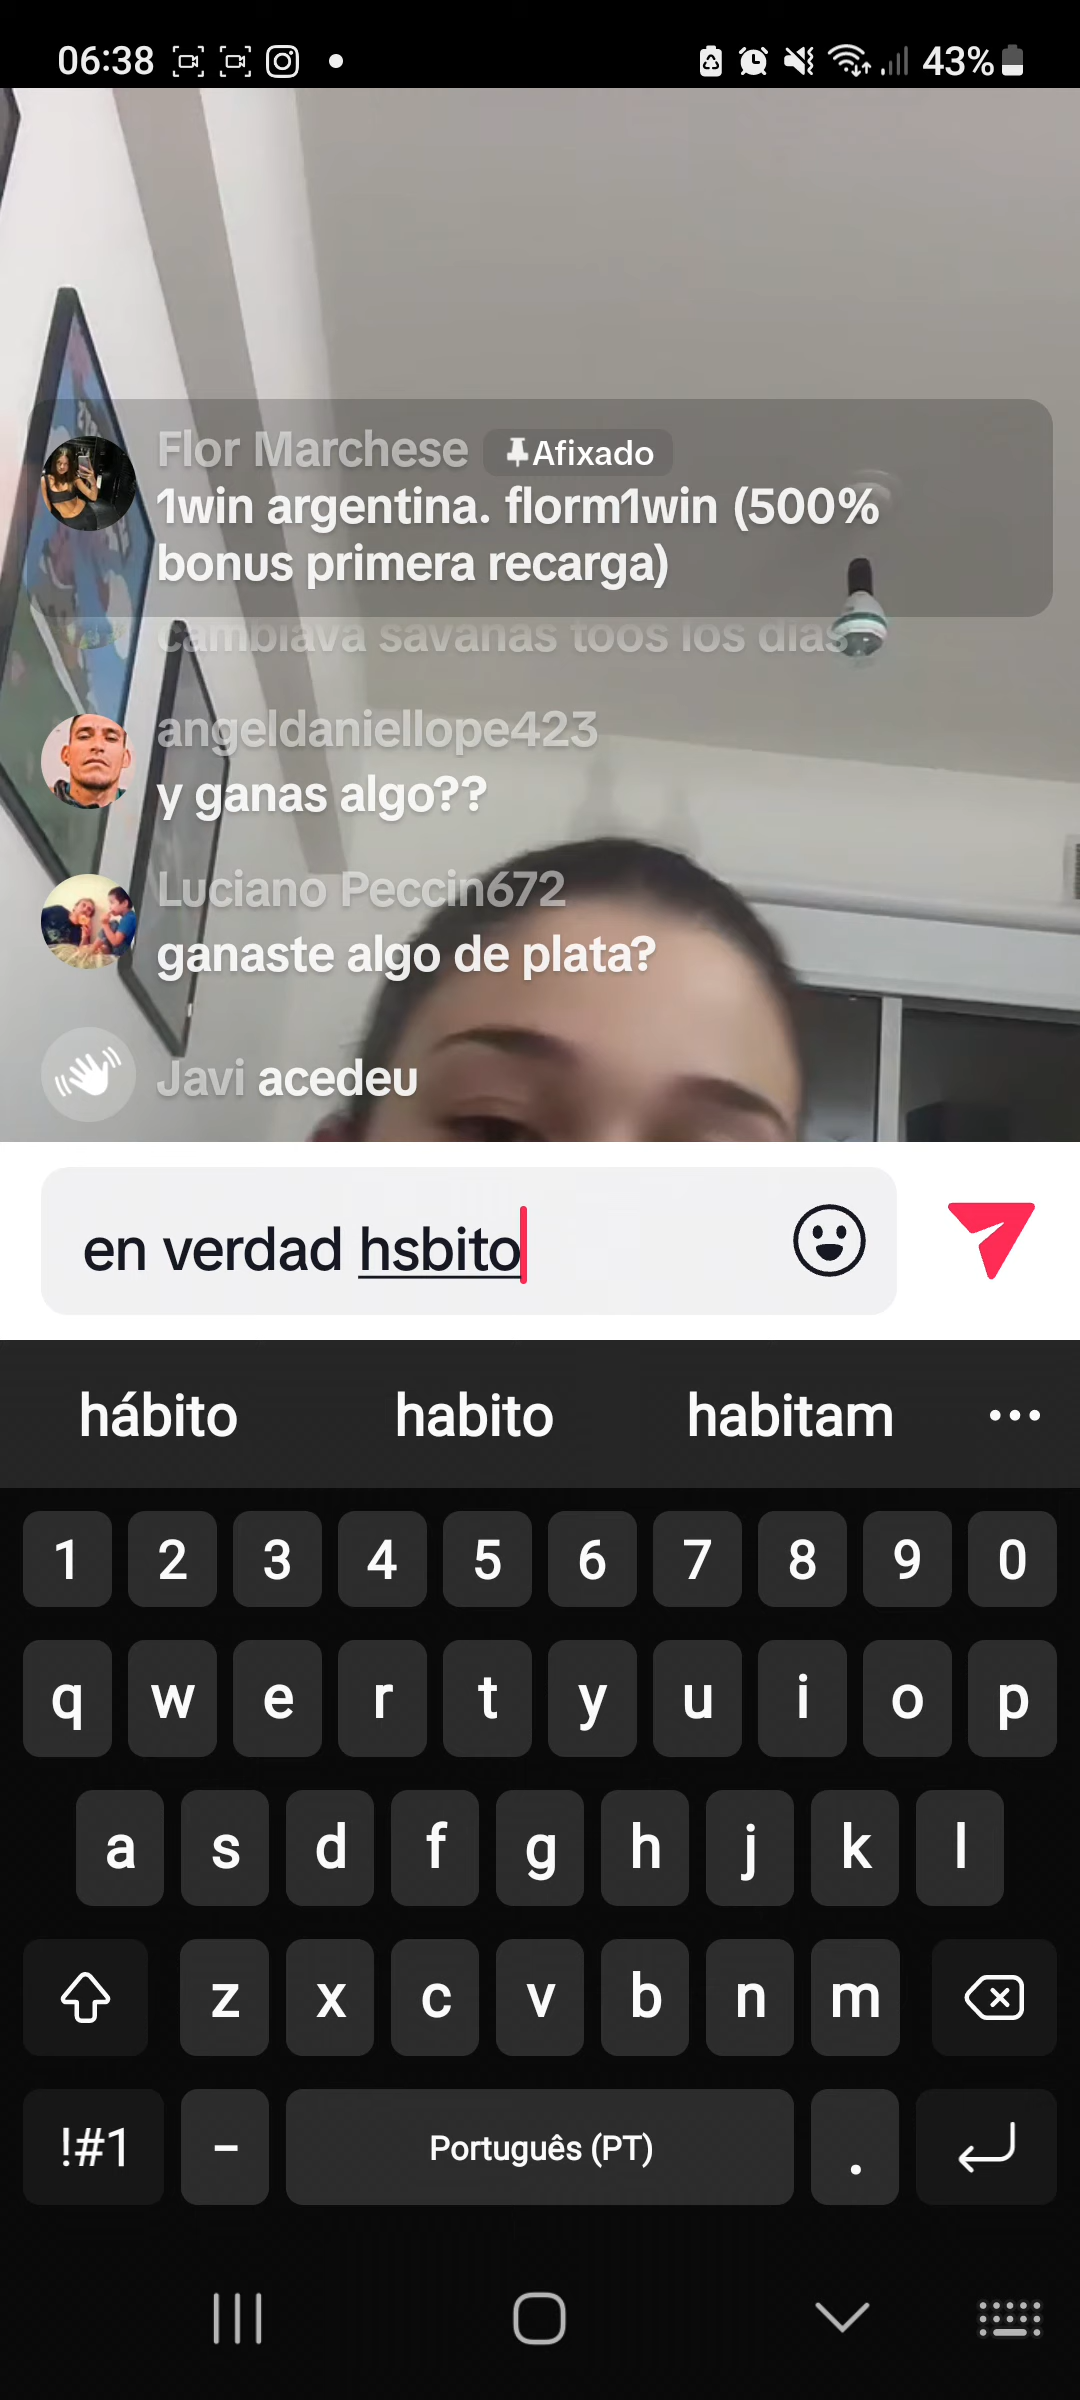 06:38
43%
Flor Marchese Afixado
1win argentina. florm1win (500%
bonus primera recarga)
cambiava savanas toos los dias
angeldaniellope423
y ganas algo??
Luciano Peccin672
ganaste algo de plata?
Javi acedeu
en verdad hsbito
hábito habito habitam
1 2 3 4 5 6 7 8 9 0
q w e r t y u i o p
a s d f g h j k l
z x c v b n m
!#1 - Português (PT) .